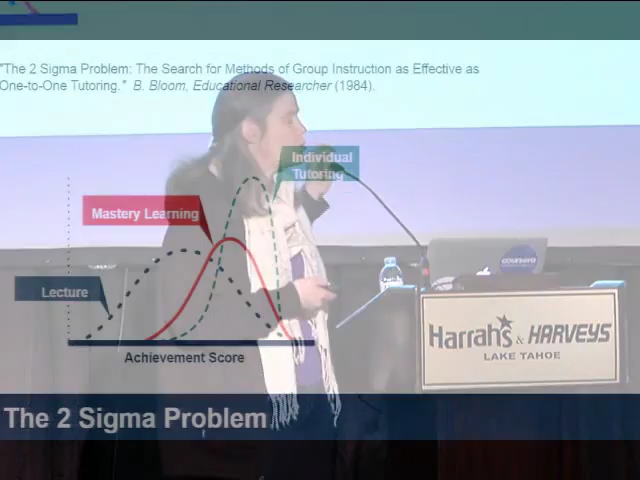 "The 2 Sigma Problem: The Search for Methods of Group Instruction as Effective as
One-to-One Tutoring." B. Bloom, Educational Researcher (1984).
Individual
Tutoring
Mastery Learning
Lecture
Achievement Score
coursera
Harrah's & HARVEYS
LAKE TAHOE
The 2 Sigma Problem